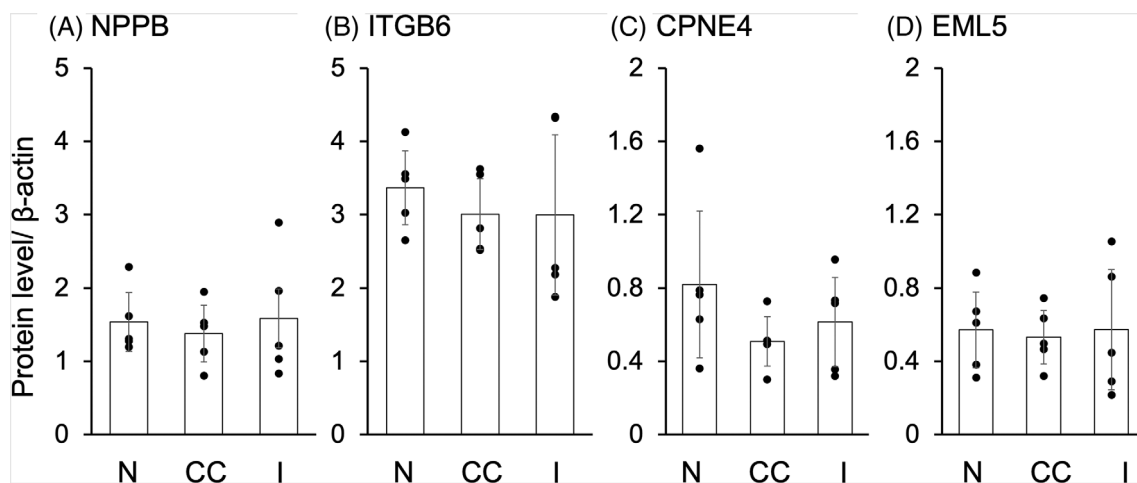 (A) NPPB
(B) ITGB6
(C) CPNE4
(D) EML5
Protein level/ β-actin
5
4
3
2
1
0
N CC I
5
4
3
2
1
0
N CC I
2
1.6
1.2
0.8
0.4
0
N CC I
2
1.6
1.2
0.8
0.4
0
N CC I